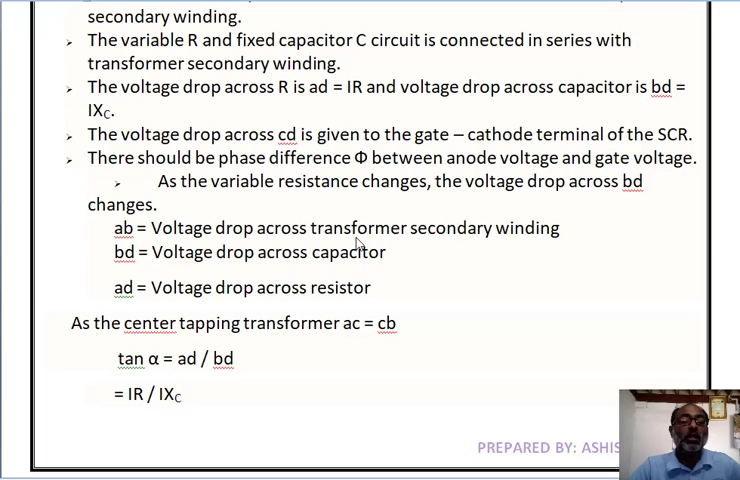 secondary winding.
➢ The variable R and fixed capacitor C circuit is connected in series with
transformer secondary winding.
➢ The voltage drop across R is ad = IR and voltage drop across capacitor is bd =
IXC.
➢ The voltage drop across cd is given to the gate – cathode terminal of the SCR.
➢ There should be phase difference Φ between anode voltage and gate voltage.
➢ As the variable resistance changes, the voltage drop across bd
changes.
ab = Voltage drop across transformer secondary winding
bd = Voltage drop across capacitor
ad = Voltage drop across resistor
As the center tapping transformer ac = cb
tan α = ad / bd
= IR / IXC
PREPARED BY: ASHIS